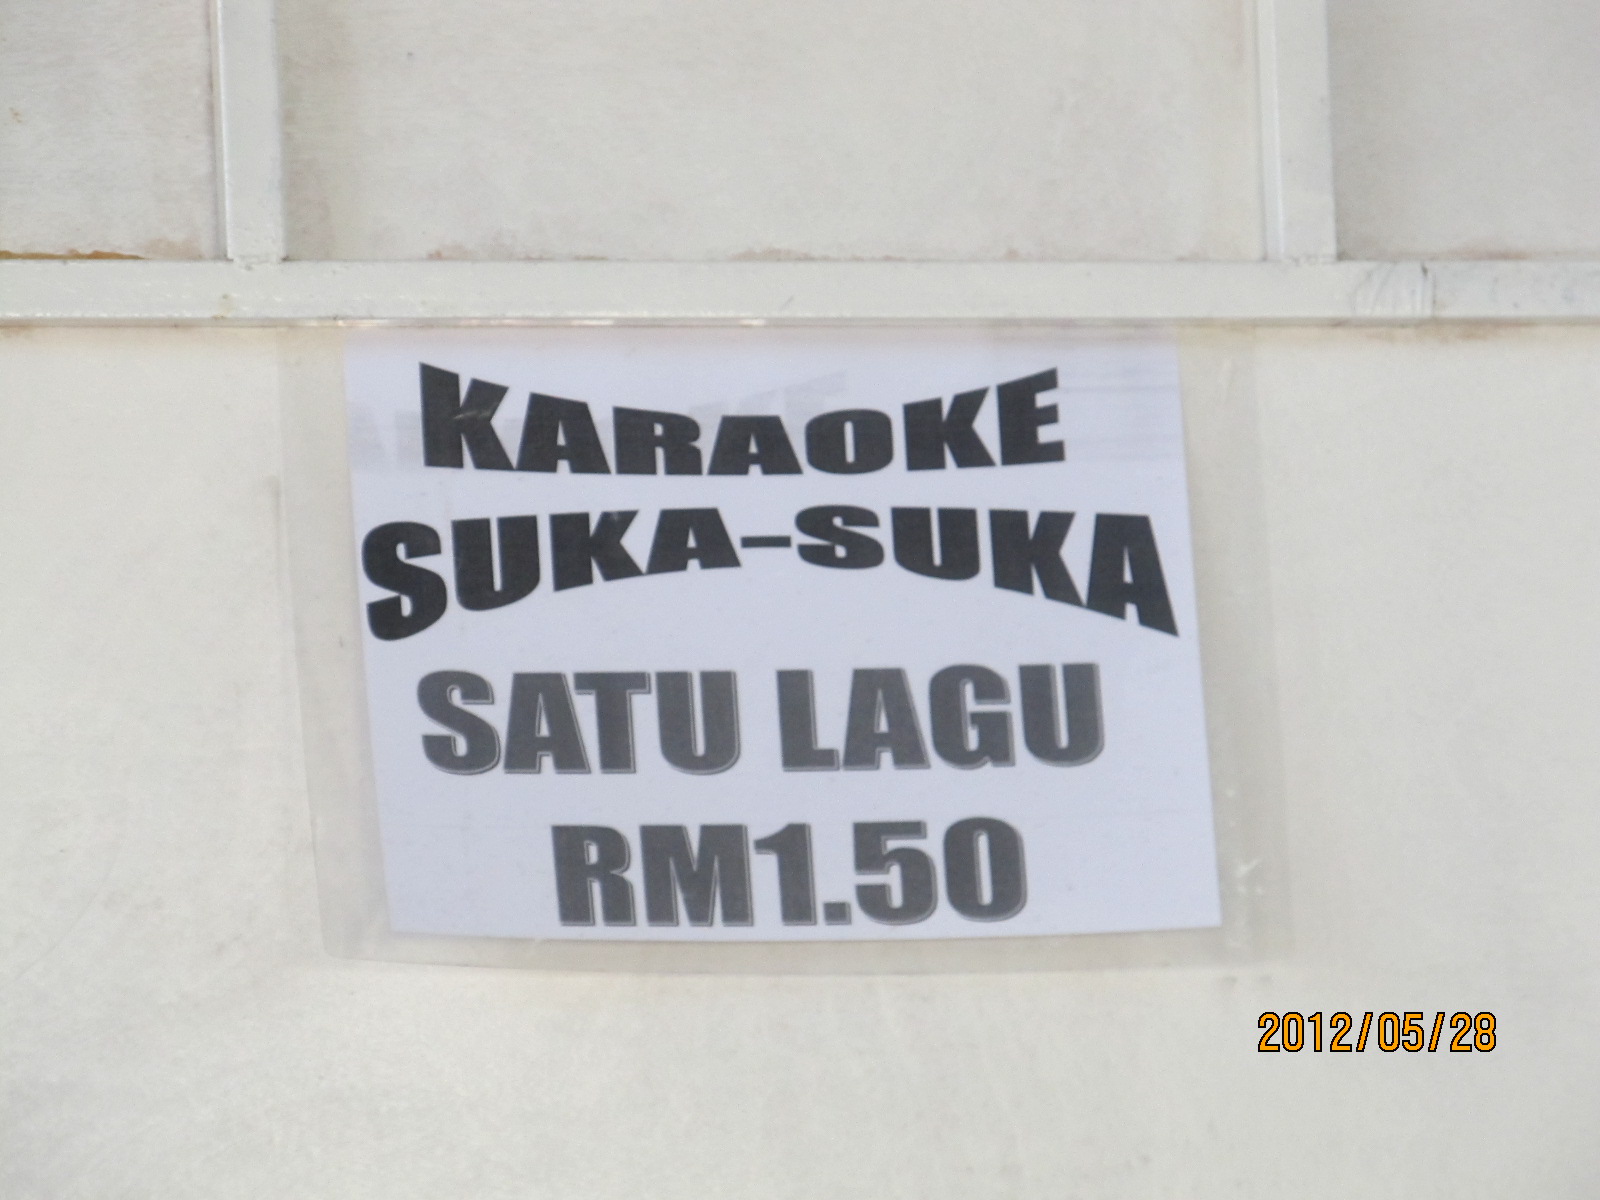 KARAOKE
SUKA-SUKA
SATU LAGU
RM1.50
2012/05/28